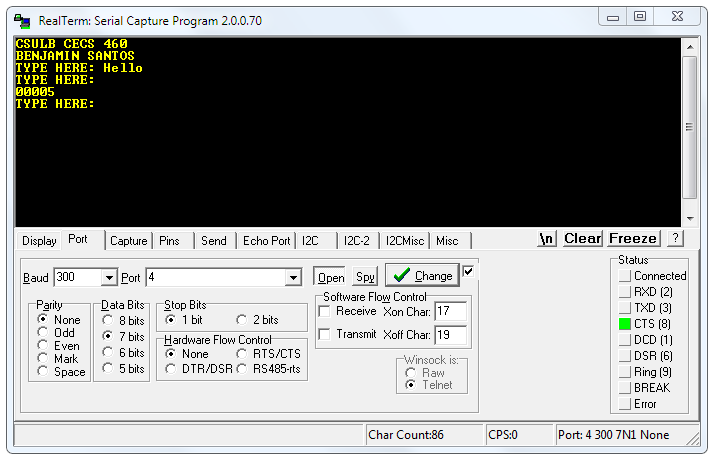 RealTerm: Serial Capture Program 2.0.0.70
CSULB CECS 460
BENJAMIN SANTOS
TYPE HERE: Hello
TYPE HERE:
00005
TYPE HERE:
Display Port Capture Pins Send Echo Port I2C I2C-2 I2CMisc Misc \n Clear Freeze ?
Baud 300 Port 4 Open Spy Change
Parity
None
Odd
Even
Mark
Space
Data Bits
8 bits
7 bits
6 bits
5 bits
Stop Bits
1 bit 2 bits
Hardware Flow Control
None RTS/CTS
DTR/DSR RS485-rts
Software Flow Control
Receive Xon Char: 17
Transmit Xoff Char: 19
Winsock is:
Raw
Telnet
Status
Connected
RXD (2)
TXD (3)
CTS (8)
DCD (1)
DSR (6)
Ring (9)
BREAK
Error
Char Count:86 CPS:0 Port: 4 300 7N1 None